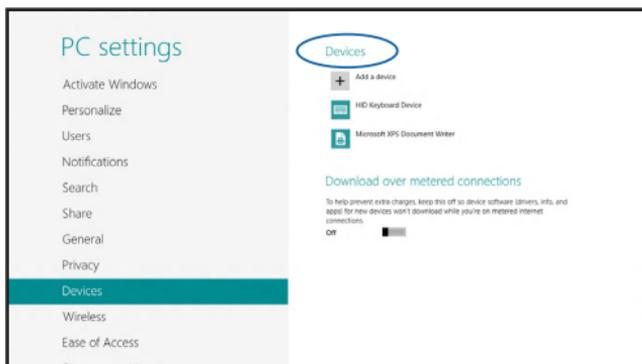 PC settings
Activate Windows
Personalize
Users
Notifications
Search
Share
General
Privacy
Devices
Wireless
Ease of Access
Devices
Add a device
HID Keyboard Device
Microsoft XPS Document Writer
Download over metered connections
To help prevent extra charges, keep this off so device software (drivers, info, and
apps) for new devices won't download while you're on metered Internet
connections.
Off